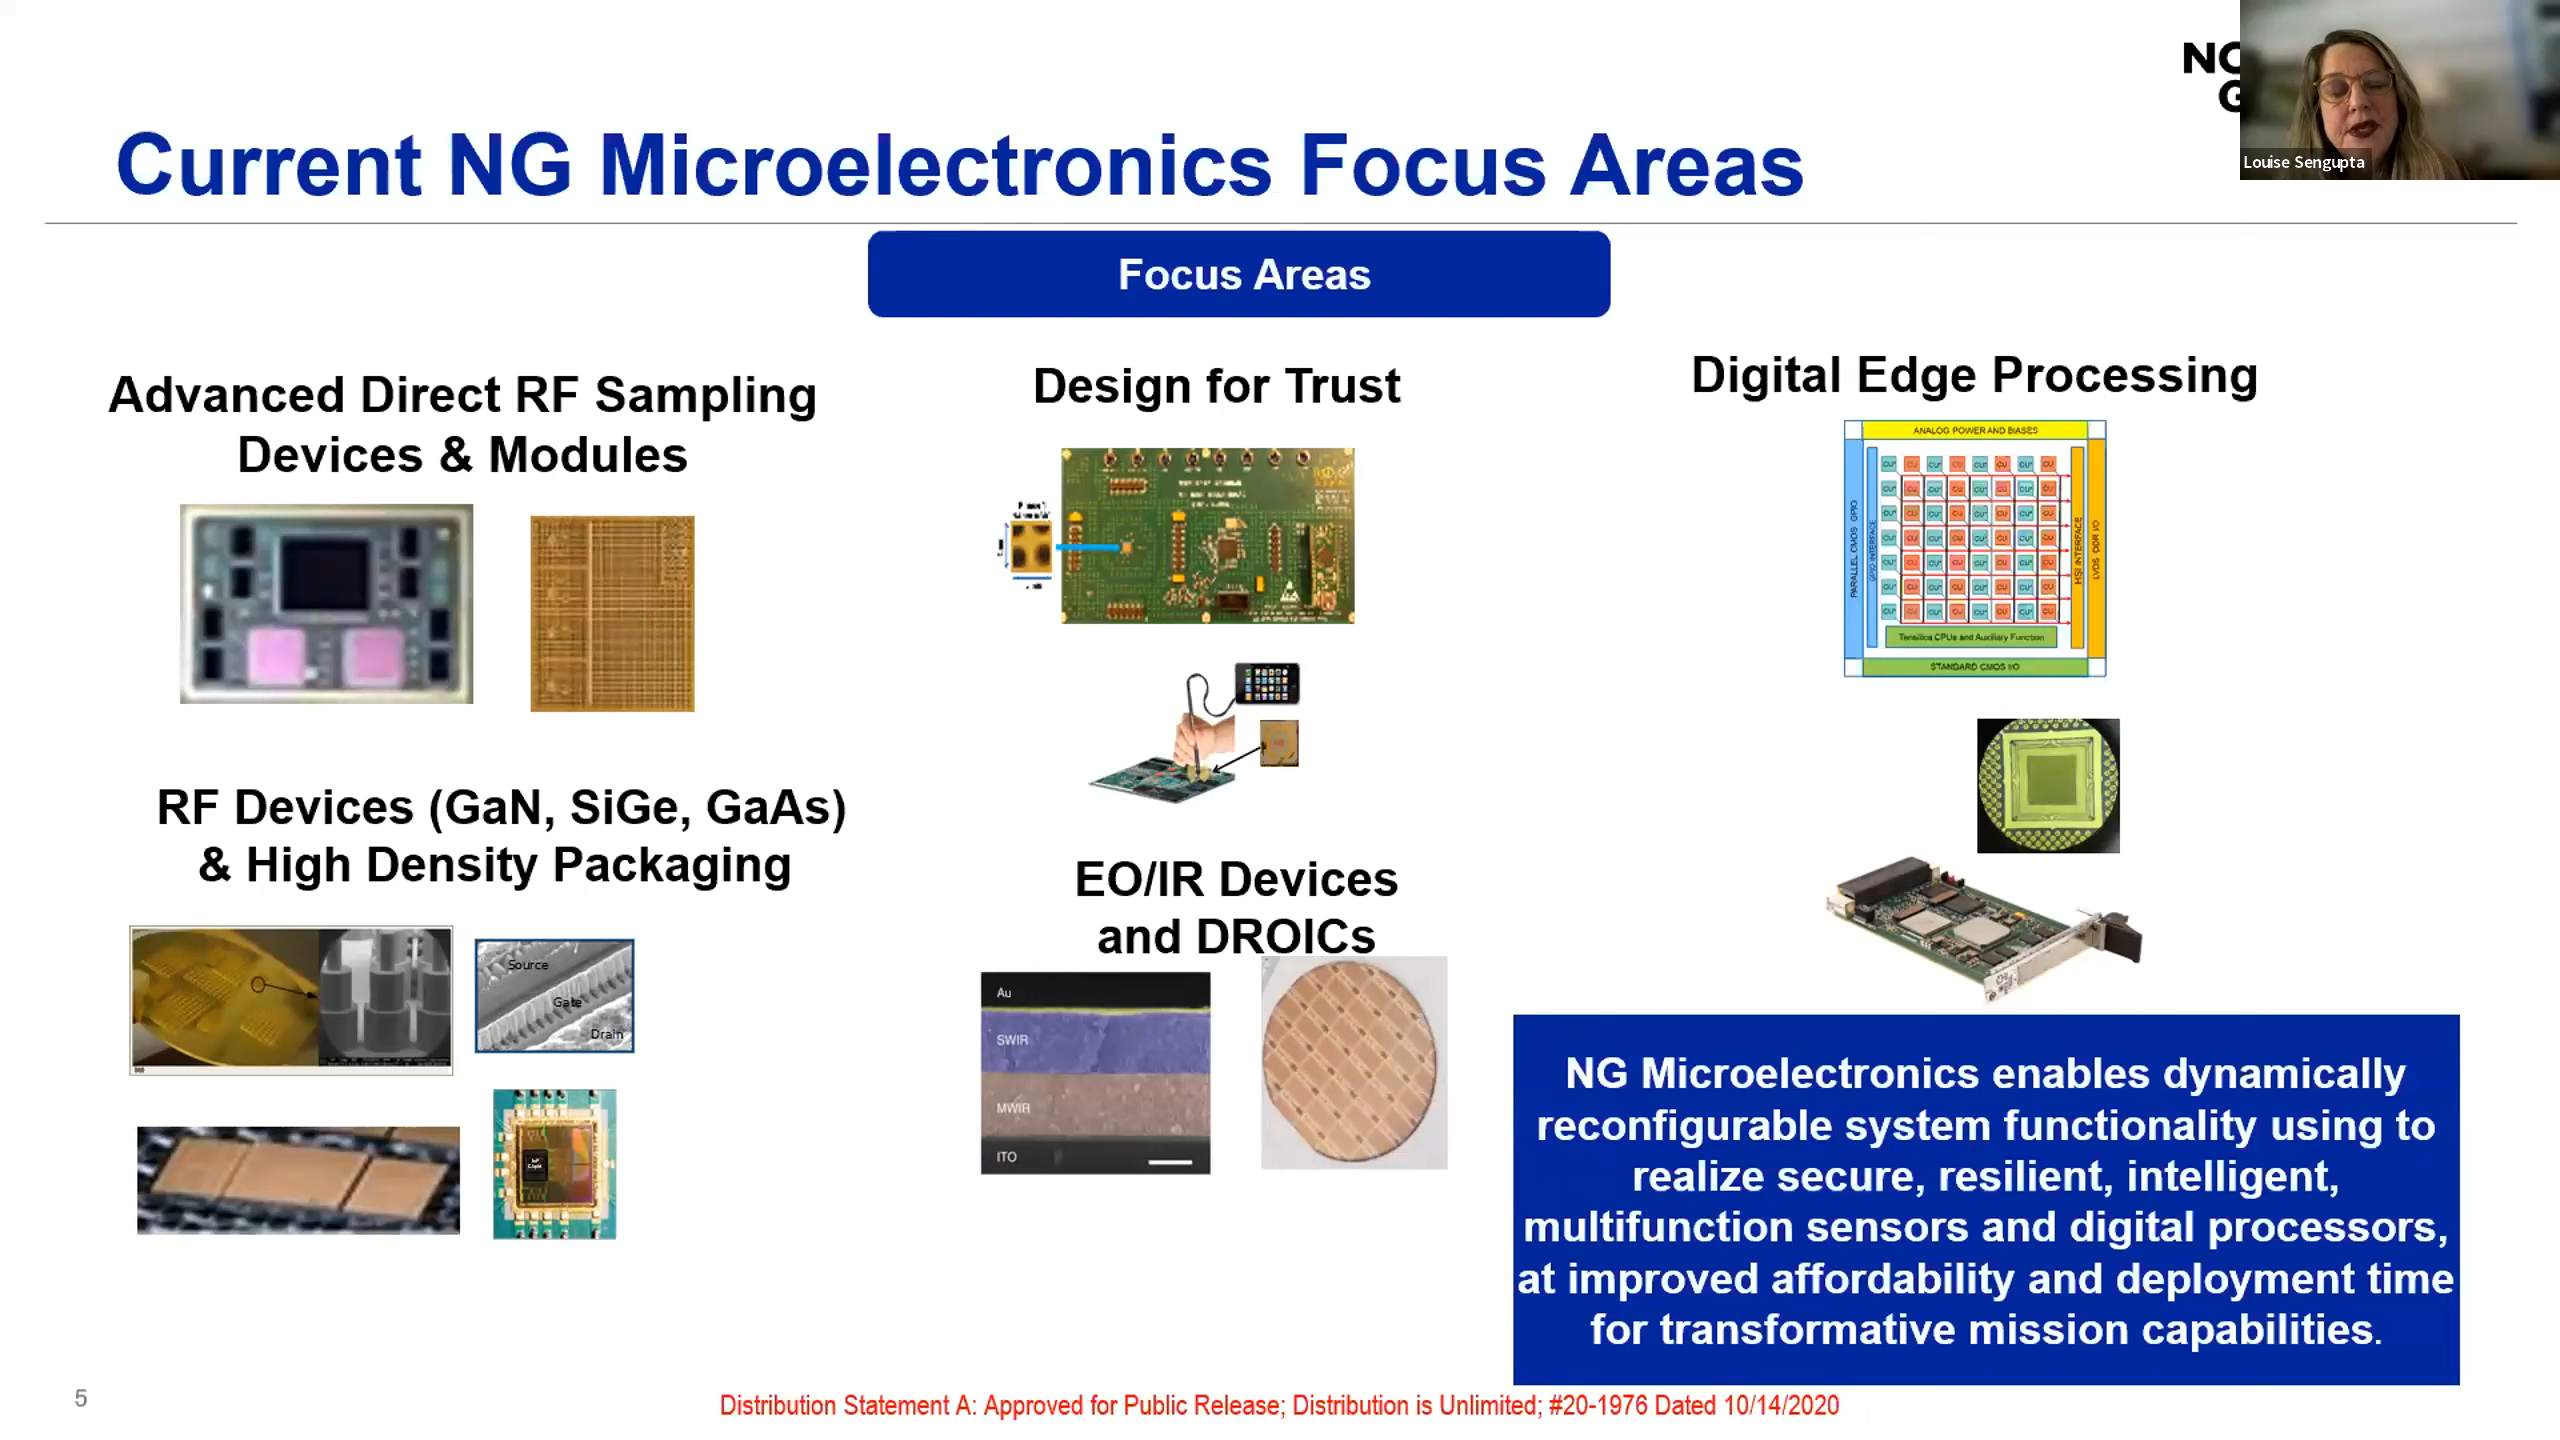 NO
G
Louise Sengupta
Current NG Microelectronics Focus Areas
Focus Areas
Advanced Direct RF Sampling
Devices & Modules
Design for Trust
Digital Edge Processing
ANALOG POWER AND BIASES
PARALLEL CMOS GPIO
GPIO INTERFACE
HSI INTERFACE
LVDS DDR I/O
Tensilica CPUs and Auxiliary Function
STANDARD CMOS I/O
RF Devices (GaN, SiGe, GaAs)
& High Density Packaging
Source
Gate
Drain
EO/IR Devices
and DROICs
Au
SWIR
MWIR
ITO
NG Microelectronics enables dynamically
reconfigurable system functionality using to
realize secure, resilient, intelligent,
multifunction sensors and digital processors,
at improved affordability and deployment time
for transformative mission capabilities.
5
Distribution Statement A: Approved for Public Release; Distribution is Unlimited; #20-1976 Dated 10/14/2020